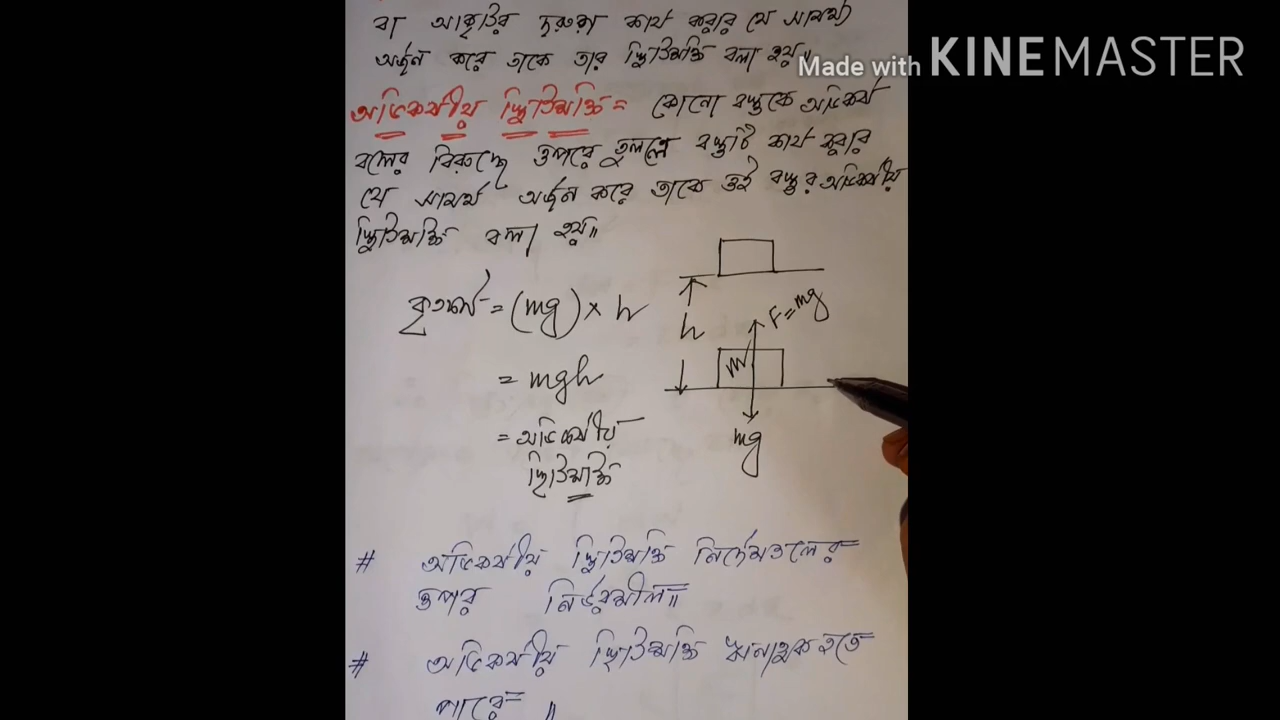 বা আকৃতির দরুন কার্য করার যে সামর্থ্য
অর্জন করে তাকে তার স্থিতিশক্তি বলা হয়॥
Made with KINEMASTER
অভিকর্ষীয় স্থিতিশক্তি = কোনো বস্তুকে অভিকর্ষ
বলের বিরুদ্ধে উপরে তুললে বস্তুটি কার্য করার
যে সামর্থ অর্জন করে তাকে ওই বস্তুর অভিকর্ষীয়
স্থিতিশক্তি বলা হয়॥
কৃতকার্য = (mg) × h
= mgh
= অভিকর্ষীয়
স্থিতিশক্তি
h
F = mg
m
mg
# অভিকর্ষীয় স্থিতিশক্তি নির্দেশতলের
উপর নির্ভরশীল॥
# অভিকর্ষীয় স্থিতিশক্তি ঋনাত্মক হতে
পারে ॥